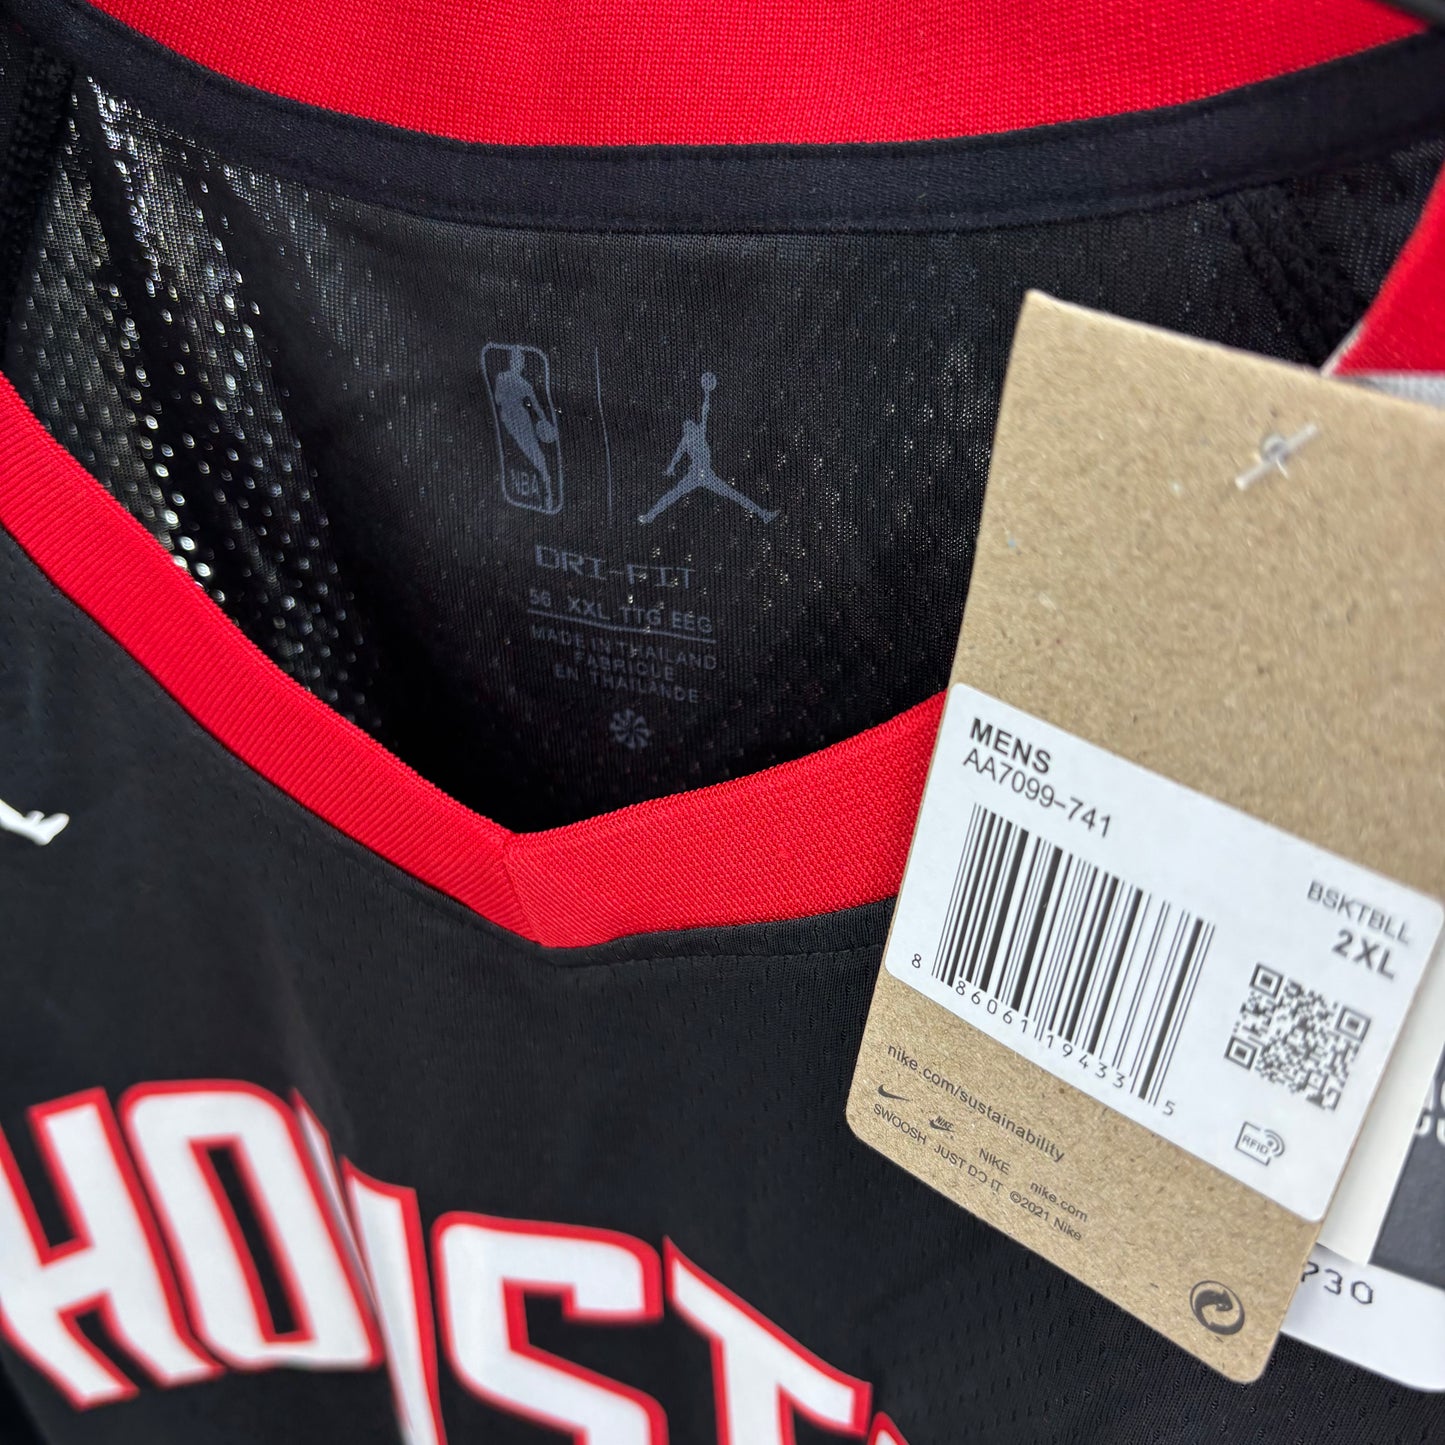 NBA
DRI-FIT
56 XXL TTG EEG
MADE IN THAILAND
FABRIQUÉ
EN THAÏLANDE
MENS
AA7099-741
BSKTBLL
2XL
8 86061 19433 5
RFID
nike.com/sustainability
NIKE
NIKE nike.com
SWOOSH JUST DO IT ©2021 Nike
HOUST